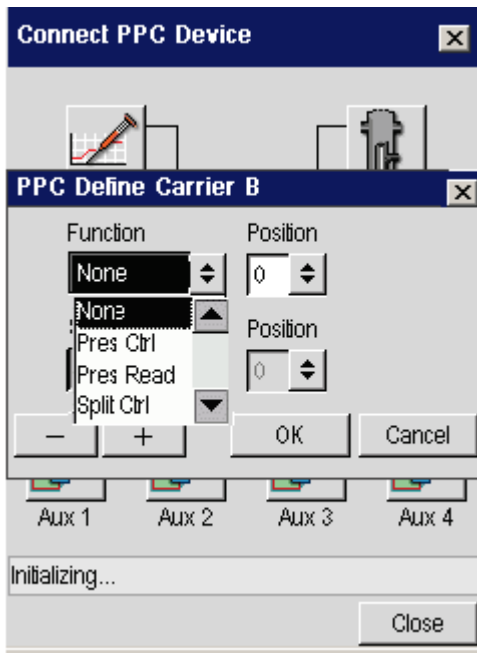 Connect PPC Device
PPC Define Carrier B
Function Position
None 0
None
Pres Ctrl
Position
Pres Read
0
Split Ctrl
– + OK Cancel
Aux 1 Aux 2 Aux 3 Aux 4
Initializing...
Close